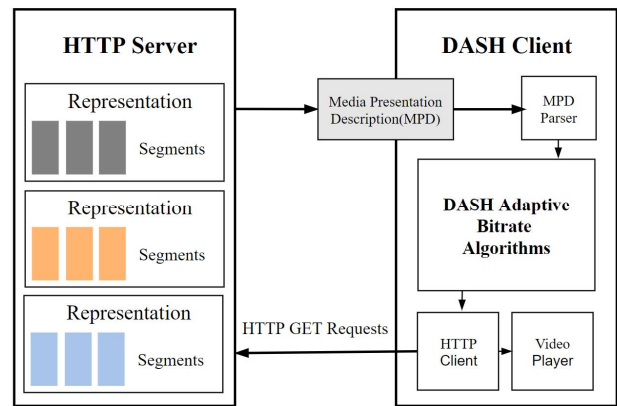 HTTP Server
Representation
Segments
Representation
Segments
Representation
Segments
Media Presentation
Description(MPD)
HTTP GET Requests
DASH Client
MPD
Parser
DASH Adaptive
Bitrate
Algorithms
HTTP
Client
Video
Player